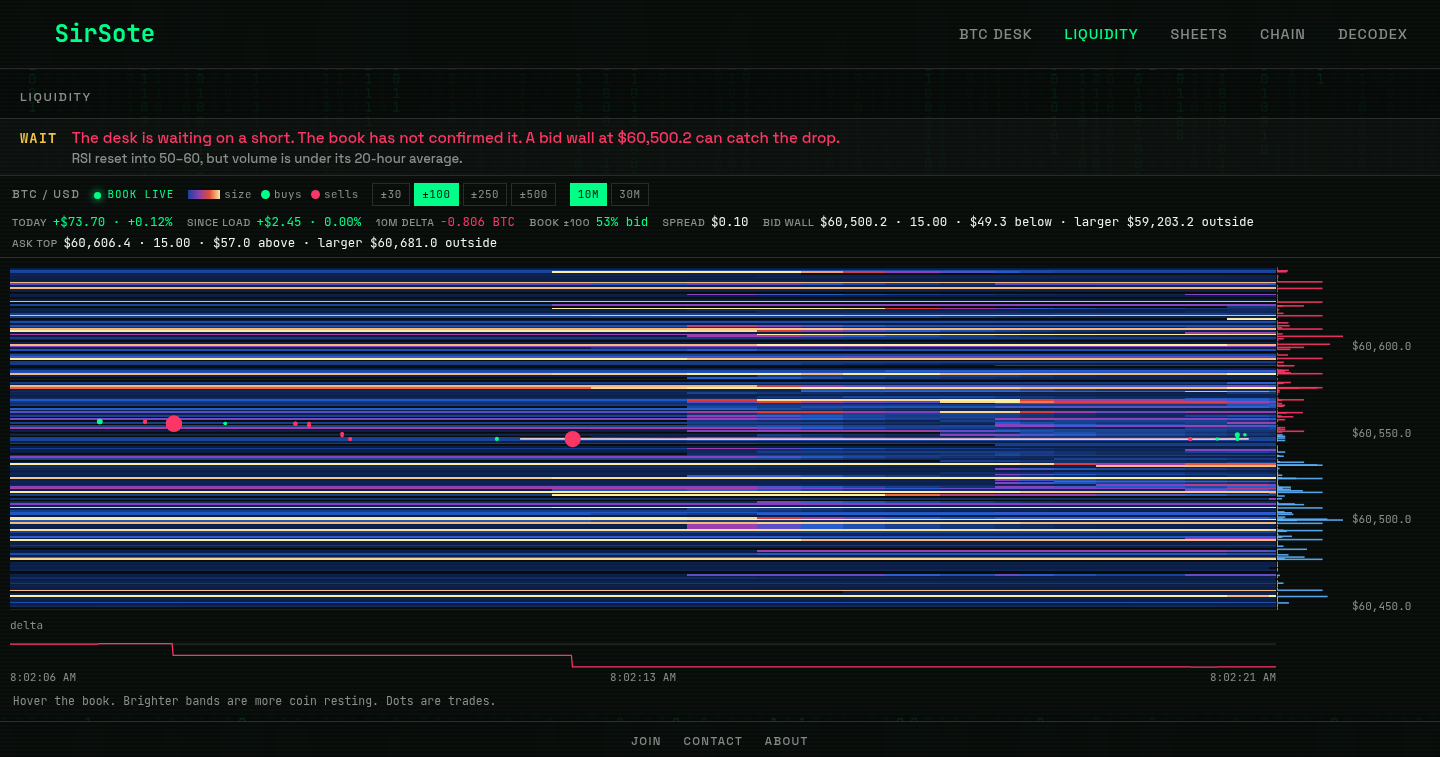 SirSote
BTC DESK LIQUIDITY SHEETS CHAIN DECODEX
LIQUIDITY
WAIT The desk is waiting on a short. The book has not confirmed it. A bid wall at $60,500.2 can catch the drop.
RSI reset into 50–60, but volume is under its 20-hour average.
BTC / USD BOOK LIVE size buys sells ±30 ±100 ±250 ±500 10M 30M
TODAY +$73.70 · +0.12% SINCE LOAD +$2.45 · 0.00% 10M DELTA -0.806 BTC BOOK ±100 53% bid SPREAD $0.10 BID WALL $60,500.2 · 15.00 · $49.3 below · larger $59,203.2 outside
ASK TOP $60,606.4 · 15.00 · $57.0 above · larger $60,681.0 outside
$60,600.0
$60,550.0
$60,500.0
$60,450.0
delta
8:02:06 AM 8:02:13 AM 8:02:21 AM
Hover the book. Brighter bands are more coin resting. Dots are trades.
JOIN CONTACT ABOUT